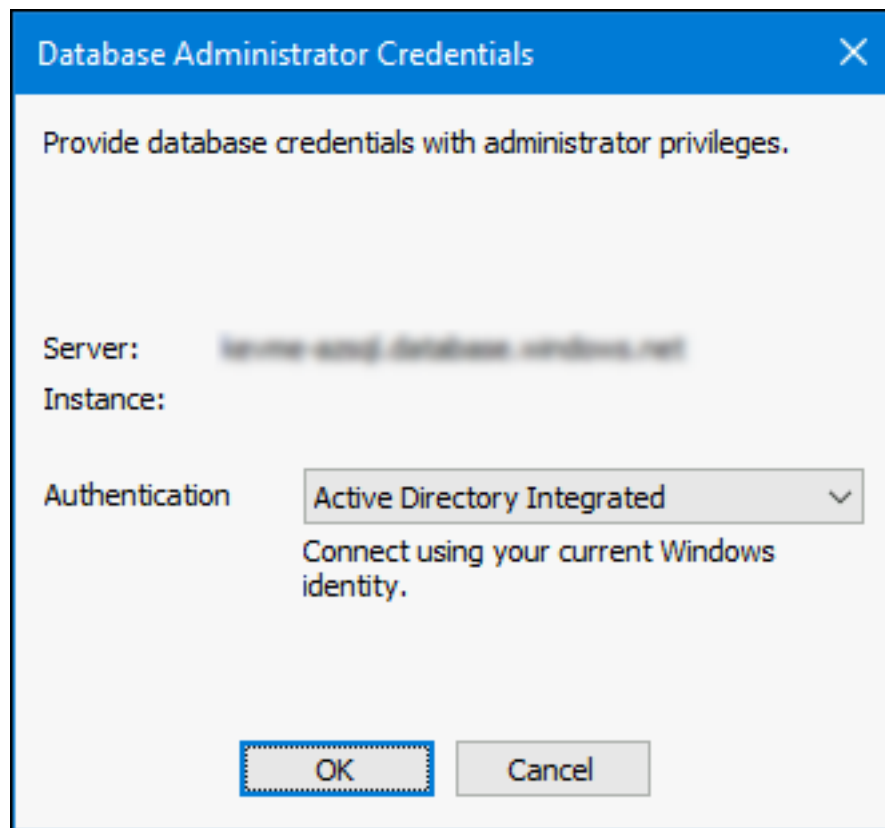 Database Administrator Credentials
Provide database credentials with administrator privileges.
Server:
Instance:
Authentication
Active Directory Integrated
Connect using your current Windows
identity.
OK
Cancel